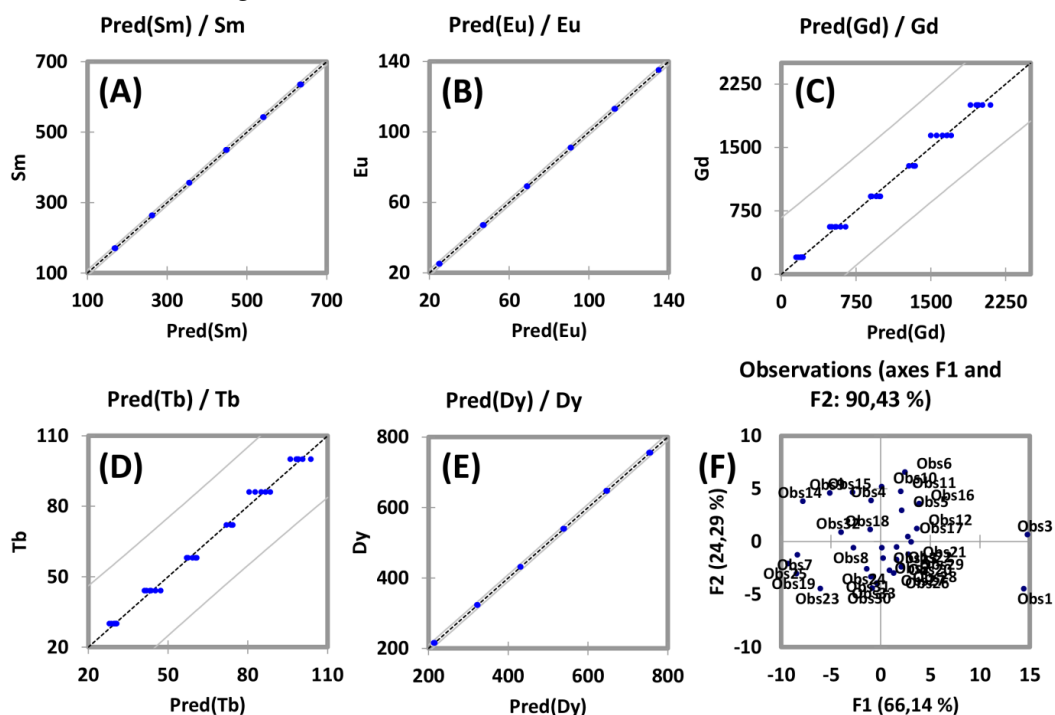 Pred(Sm) / Sm
(A)
700
500
300
100
Sm
100 300 500 700
Pred(Sm)
Pred(Eu) / Eu
(B)
140
100
60
20
Eu
20 60 100 140
Pred(Eu)
Pred(Gd) / Gd
(C)
2250
1500
750
0
Gd
0 750 1500 2250
Pred(Gd)
Pred(Tb) / Tb
(D)
110
80
50
20
Tb
20 50 80 110
Pred(Tb)
Pred(Dy) / Dy
(E)
800
600
400
200
Dy
200 400 600 800
Pred(Dy)
Observations (axes F1 and
F2: 90,43 %)
(F)
10
5
0
-5
-10
F2 (24,29 %)
Obs6
Obs10
Obs15
Obs11
Obs14
Obs4
Obs16
Obs5
Obs18
Obs12
Obs32
Obs17
Obs3
Obs8
Obs21
Obs7
Obs25
Obs19
Obs28
Obs26
Obs23
Obs30
Obs1
-10 -5 0 5 10 15
F1 (66,14 %)